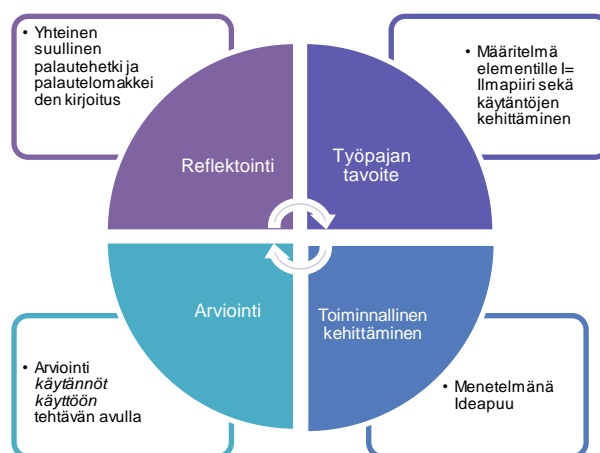 • Yhteinen
suullinen
palautehetki ja
palautelomakkei
den kirjoitus
• Määritelmä
elementille I=
Ilmapiiri sekä
käytäntöjen
kehittäminen
Reflektointi
Työpajan
tavoite
Arviointi
Toiminnallinen
kehittäminen
• Arviointi
käytännöt
käyttöön
tehtävän avulla
• Menetelmänä
Ideapuu